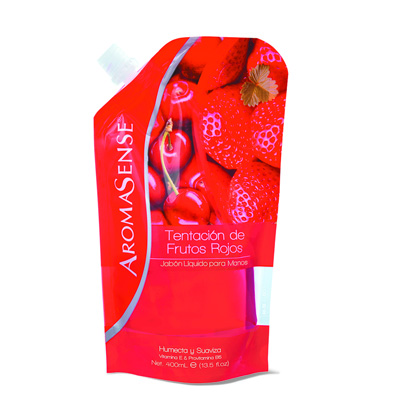 AROMASENSE
Tentación de
Frutos Rojos
Jabón Líquido para Manos
Humecta y Suaviza
Vitamina E & Provitamina B5
Net. 400mL e (13.5 fl.oz)